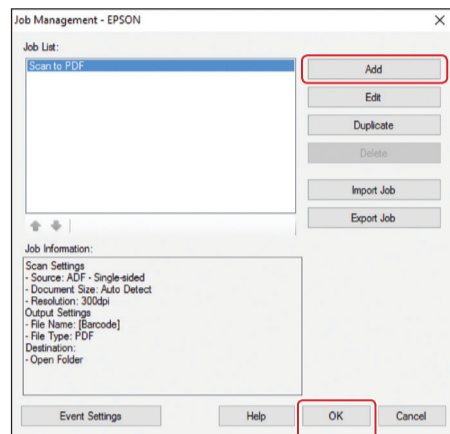 Job Management - EPSON
Job List:
Scan to PDF
Add
Edit
Duplicate
Delete
Import Job
Export Job
Job Information:
Scan Settings
- Source: ADF - Single-sided
- Document Size: Auto Detect
- Resolution: 300dpi
Output Settings
- File Name: [Barcode]
- File Type: PDF
Destination:
- Open Folder
Event Settings
Help
OK
Cancel